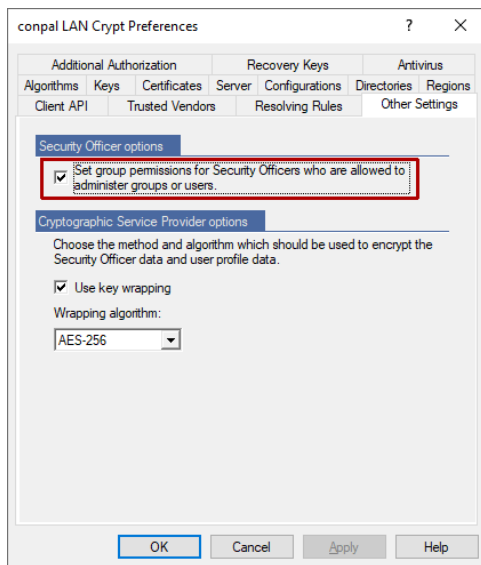 conpal LAN Crypt Preferences
Additional Authorization Recovery Keys Antivirus
Algorithms Keys Certificates Server Configurations Directories Regions
Client API Trusted Vendors Resolving Rules Other Settings
Security Officer options
Set group permissions for Security Officers who are allowed to
administer groups or users.
Cryptographic Service Provider options
Choose the method and algorithm which should be used to encrypt the
Security Officer data and user profile data.
Use key wrapping
Wrapping algorithm:
AES-256
OK Cancel Apply Help